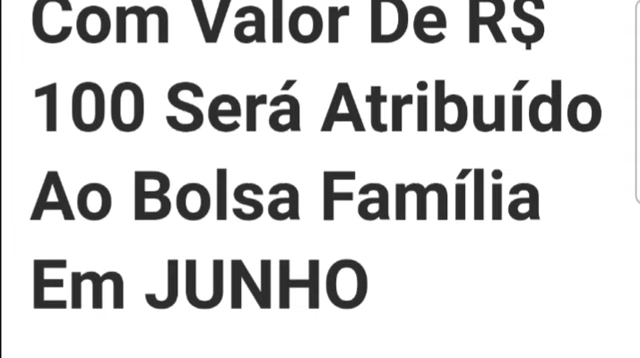 Com Valor De R$
100 Será Atribuído
Ao Bolsa Família
Em JUNHO